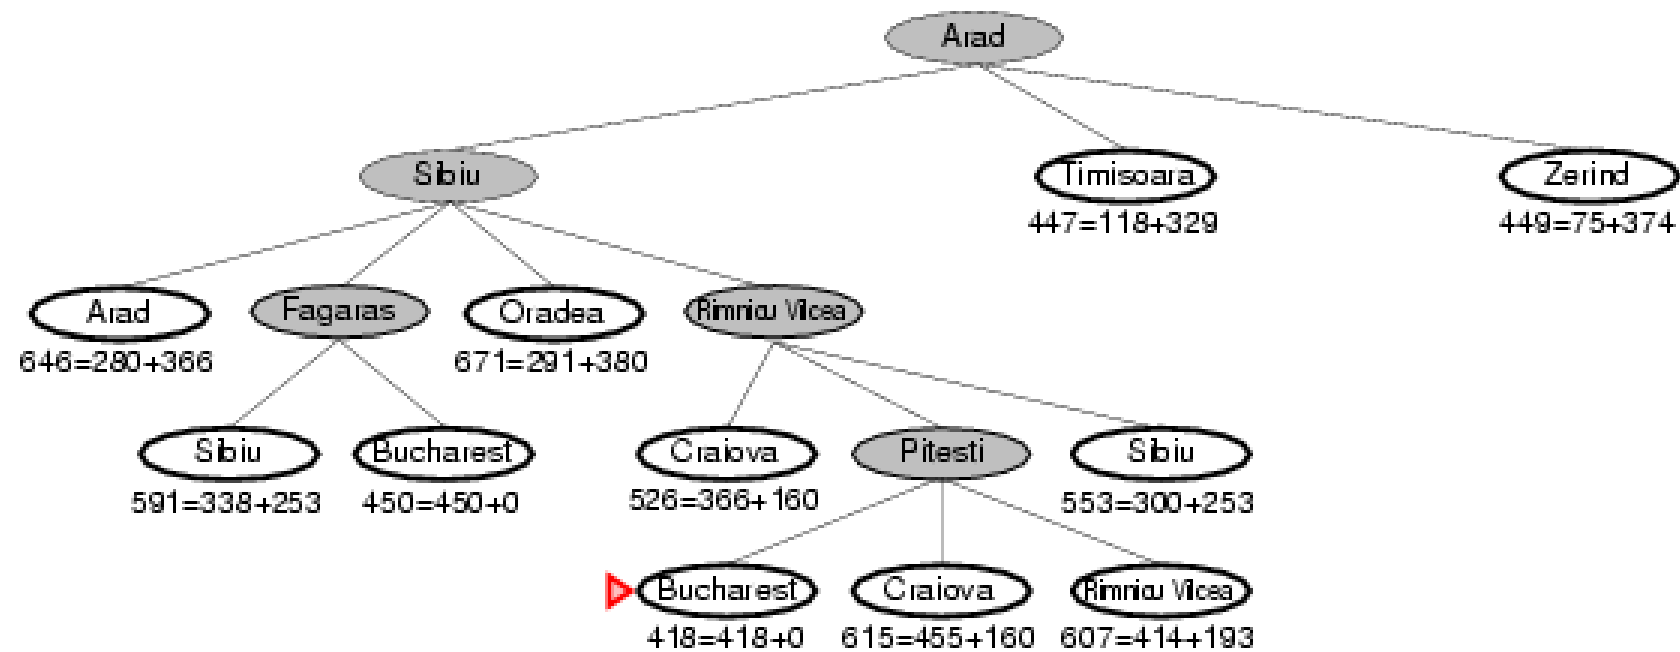 Arad
Sibiu Timisoara Zerind
447=118+329 449=75+374
Arad Fagaras Oradea Rimnicu Vilcea
646=280+366 671=291+380
Sibiu Bucharest Craiova Pitesti Sibiu
591=338+253 450=450+0 526=366+160 553=300+253
Bucharest Craiova Rimnicu Vilcea
418=418+0 615=455+160 607=414+193